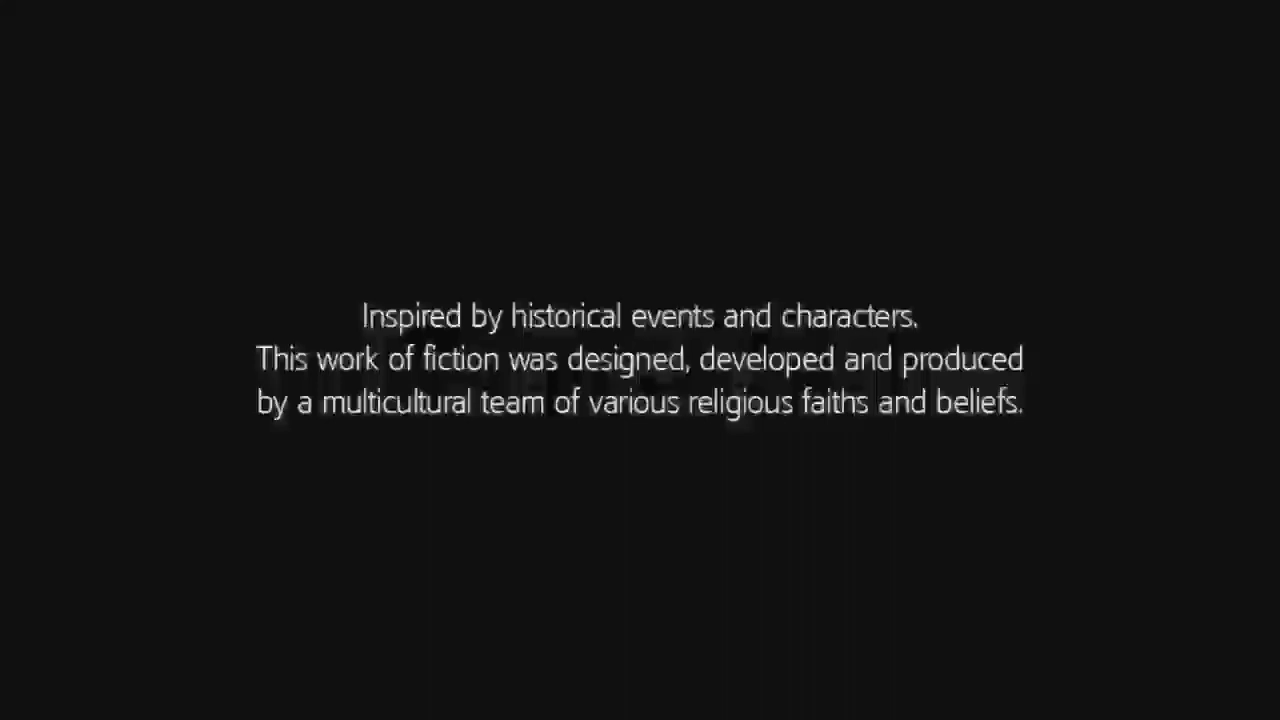 Inspired by historical events and characters.
This work of fiction was designed, developed and produced
by a multicultural team of various religious faiths and beliefs.